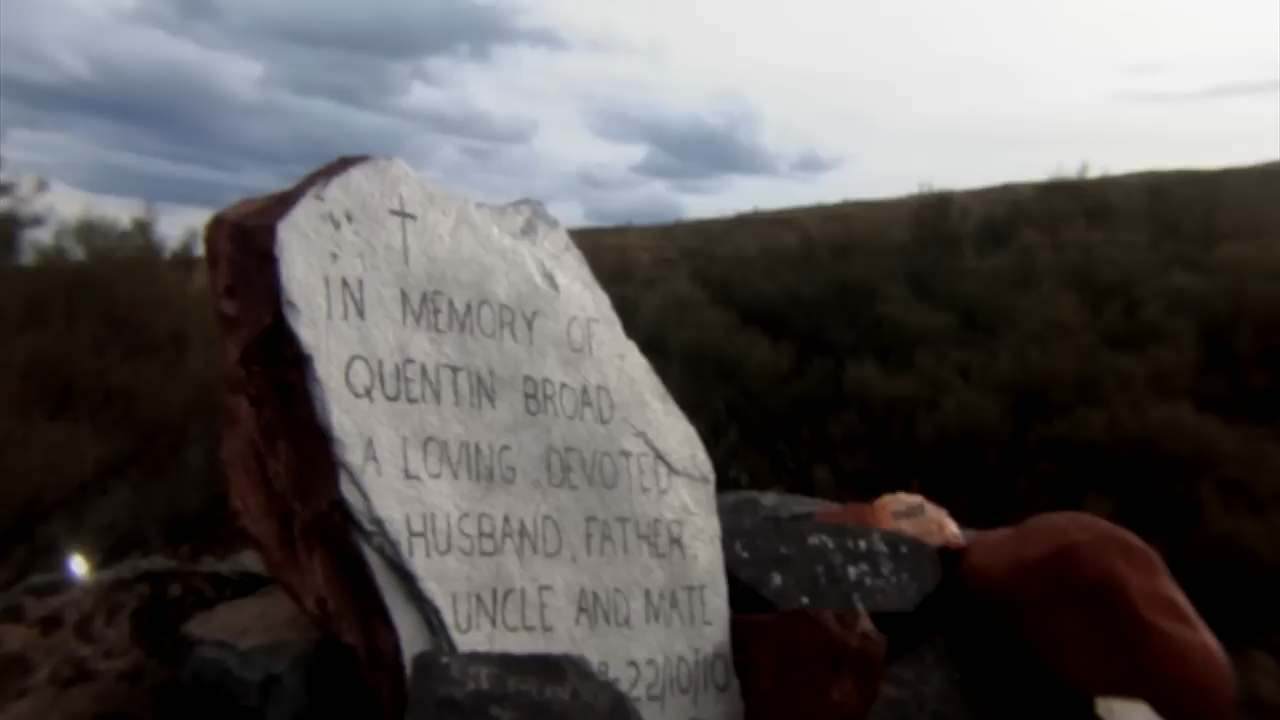 IN MEMORY OF
QUENTIN BROAD
A LOVING DEVOTED
HUSBAND, FATHER
UNCLE AND MATE
22/10/10